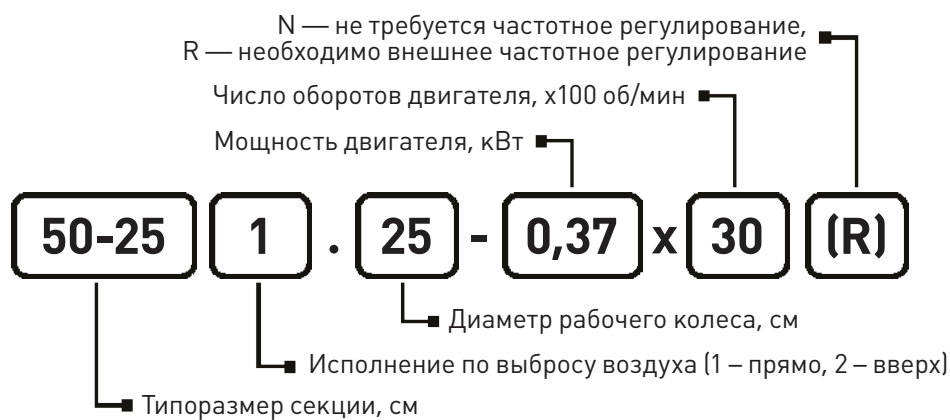 N — не требуется частотное регулирование,
R — необходимо внешнее частотное регулирование
Число оборотов двигателя, х100 об/мин
Мощность двигателя, кВт
50-25 1 . 25 - 0,37 x 30 (R)
Диаметр рабочего колеса, см
Исполнение по выбросу воздуха (1 – прямо, 2 – вверх)
Типоразмер секции, см